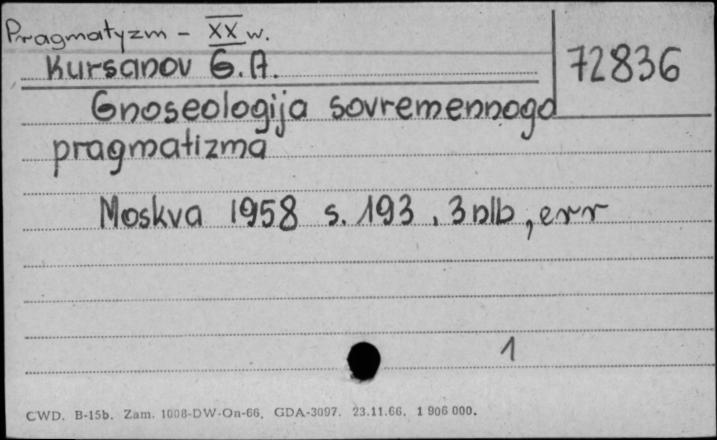 Pragmatyzm - XX w.
Kursanov G.A.
72836
Gnoseologija sovremennogo
pragmatizma
Moskva 1958 s. 193, 3 nlb, err
1
CWD. B-15b. Zam. 1008-DW-On-66. GDA-3097. 23.11.66. 1 906 000.